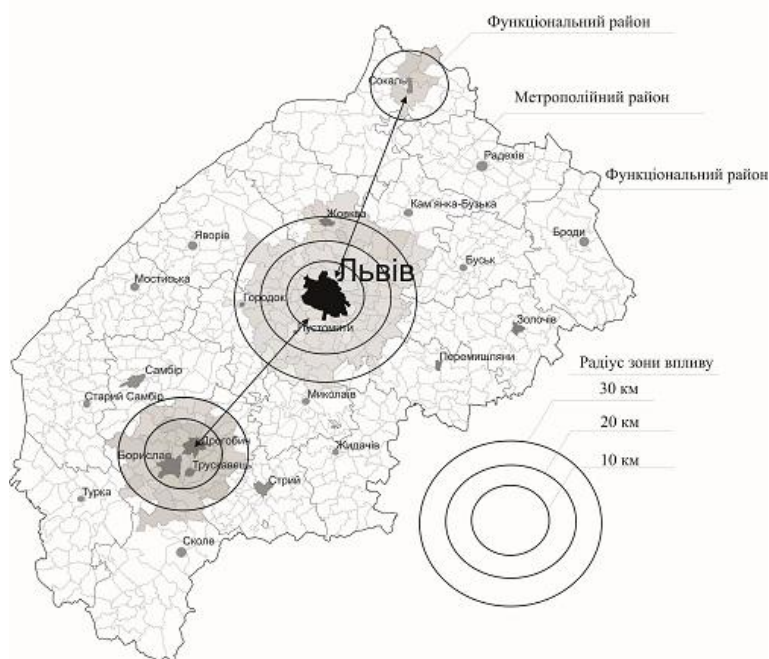 Функціональний район
Сокаль
Метрополійний район
Радехів
Функціональний район
Кам'янка-Бузька
Жовква
Броди
Яворів
Львів
Буськ
Мостиська
Городок
Пустомити
Золочів
Перемишляни
Радіус зони впливу
Самбір
30 км
Старий Самбір
Миколаїв
20 км
Дрогобич
Жидачів
Борислав
10 км
Трускавець
Стрий
Турка
Сколе